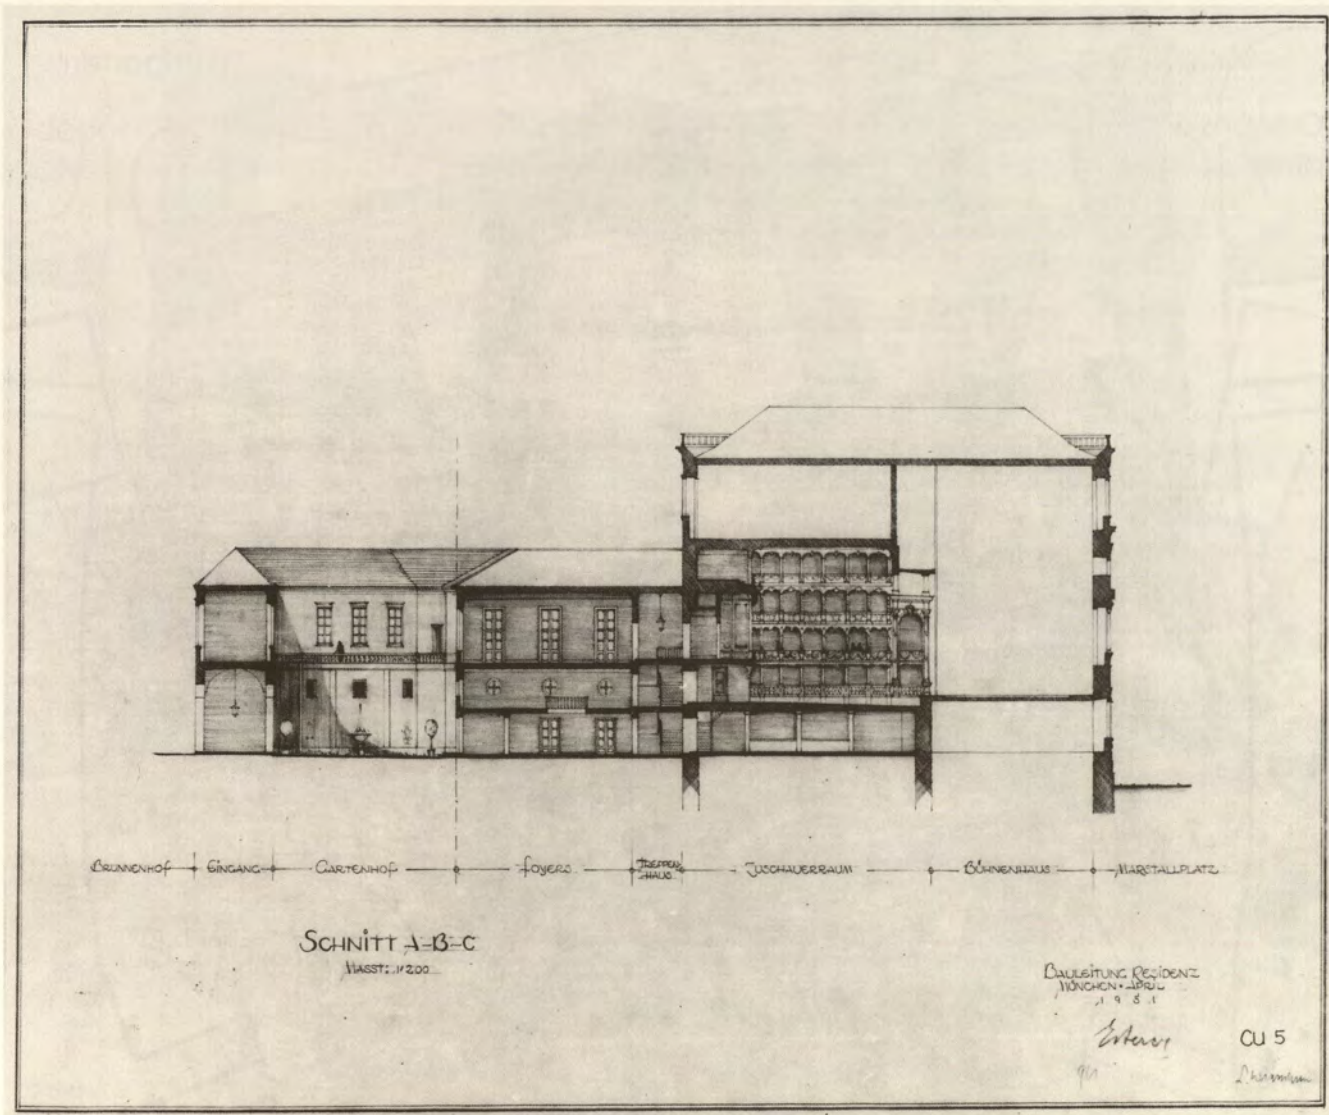 BRUNNENHOF EINGANG GARTENHOF FOYERS TREPPEN-HAUS ZUSCHAUERRAUM BÜHNENHAUS MARSTALLPLATZ
SCHNITT A-B-C
MASST: 1:200
BAULEITUNG RESIDENZ
MÜNCHEN • APRIL
CU 5